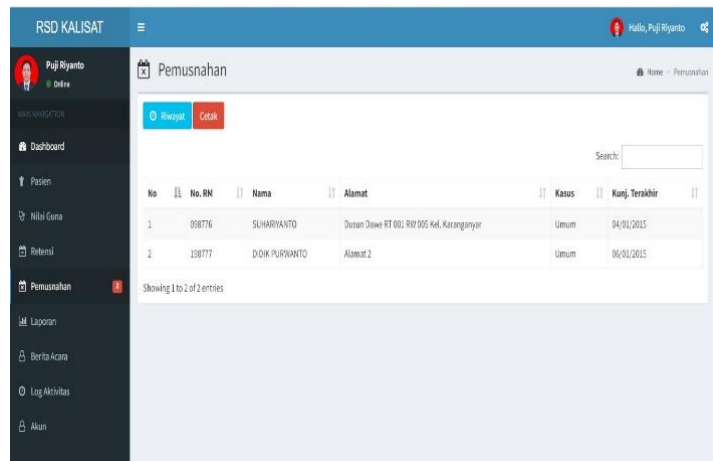 RSD KALISAT
Hallo, Puji Riyanto
Puji Riyanto
Online
Pemusnahan
Home > Pemusnahan
MAIN NAVIGATION
Riwayat Cetak
Dashboard
Search:
Pasien
No No. RM Nama Alamat Kasus Kunj. Terakhir
Nilai Guna
1 098776 SUHARIYANTO Dusun Dawe RT 001 RW 005 Kel. Karanganyar Umum 04/01/2015
Retensi
2 198777 DIDIK PURWANTO Alamat 2 Umum 06/01/2015
Pemusnahan
Showing 1 to 2 of 2 entries
Laporan
Berita Acara
Log Aktivitas
Akun